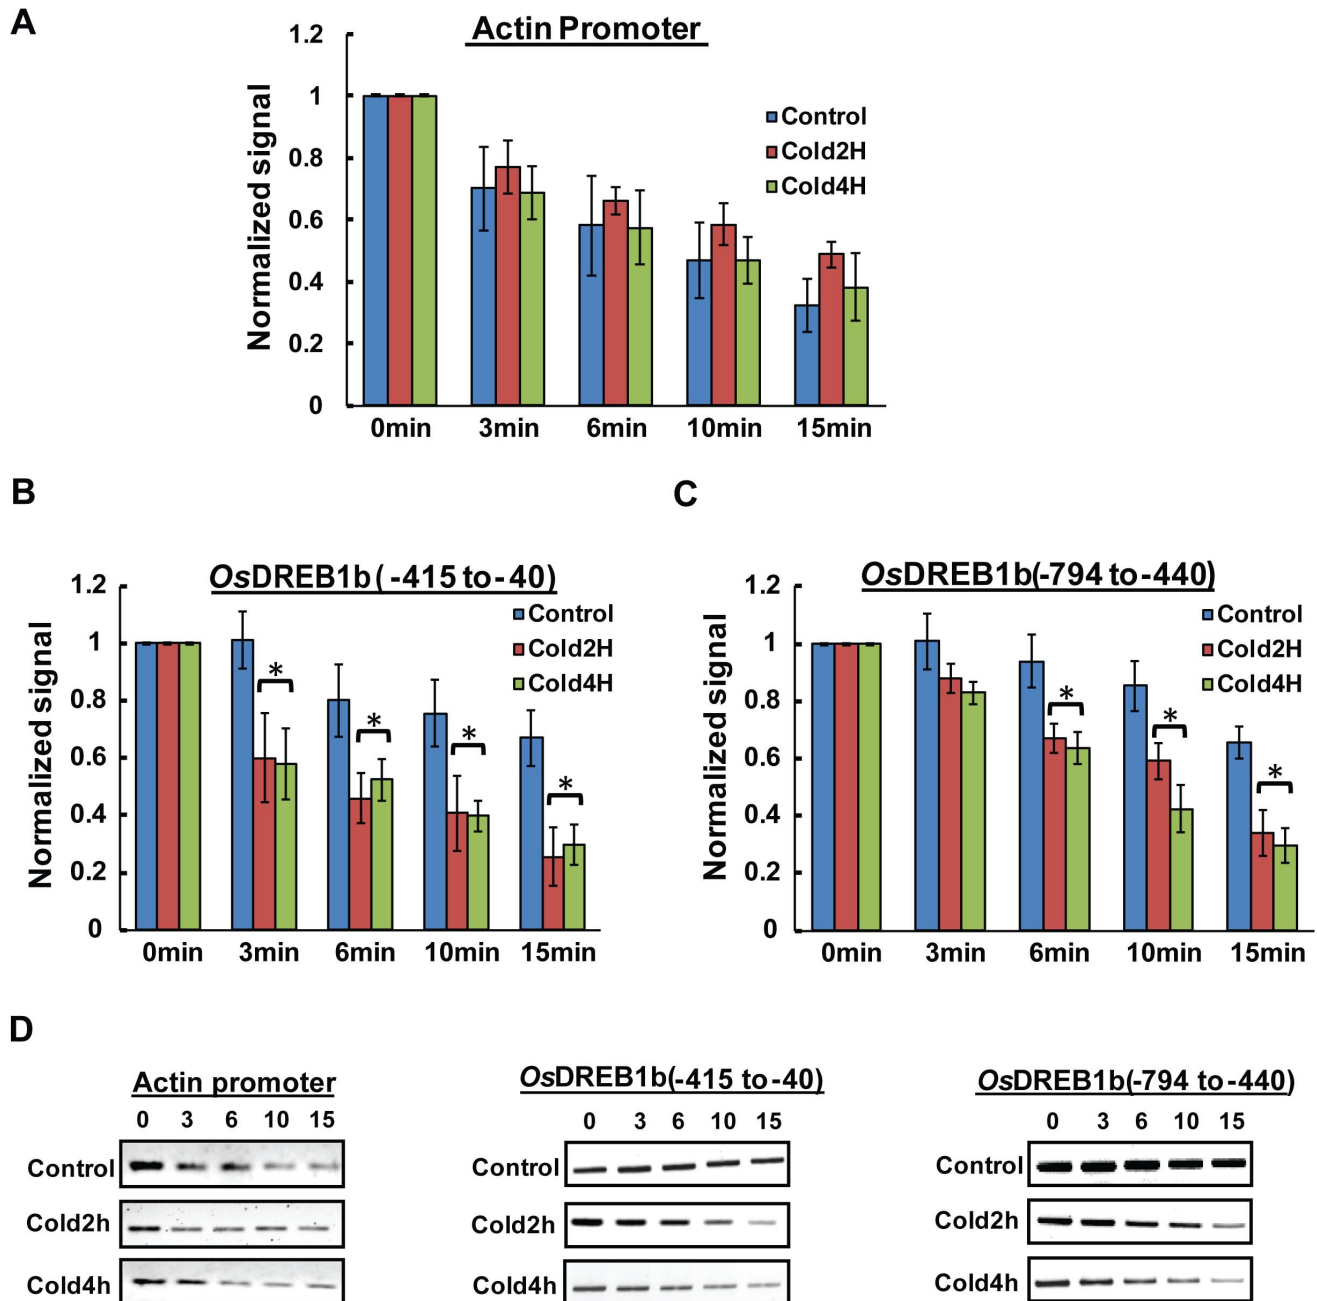 A
Actin Promoter
Normalized signal
1.2
1
0.8
0.6
0.4
0.2
0
Control
Cold2H
Cold4H
0min 3min 6min 10min 15min
B
OsDREB1b ( -415 to -40)
Normalized signal
1.2
1
0.8
0.6
0.4
0.2
0
Control
Cold2H
Cold4H
*
*
*
*
0min 3min 6min 10min 15min
C
OsDREB1b(-794 to -440)
Normalized signal
1.2
1
0.8
0.6
0.4
0.2
0
Control
Cold2H
Cold4H
*
*
*
0min 3min 6min 10min 15min
D
Actin promoter
0 3 6 10 15
Control
Cold2h
Cold4h
OsDREB1b(-415 to -40)
0 3 6 10 15
Control
Cold2h
Cold4h
OsDREB1b(-794 to -440)
0 3 6 10 15
Control
Cold2h
Cold4h